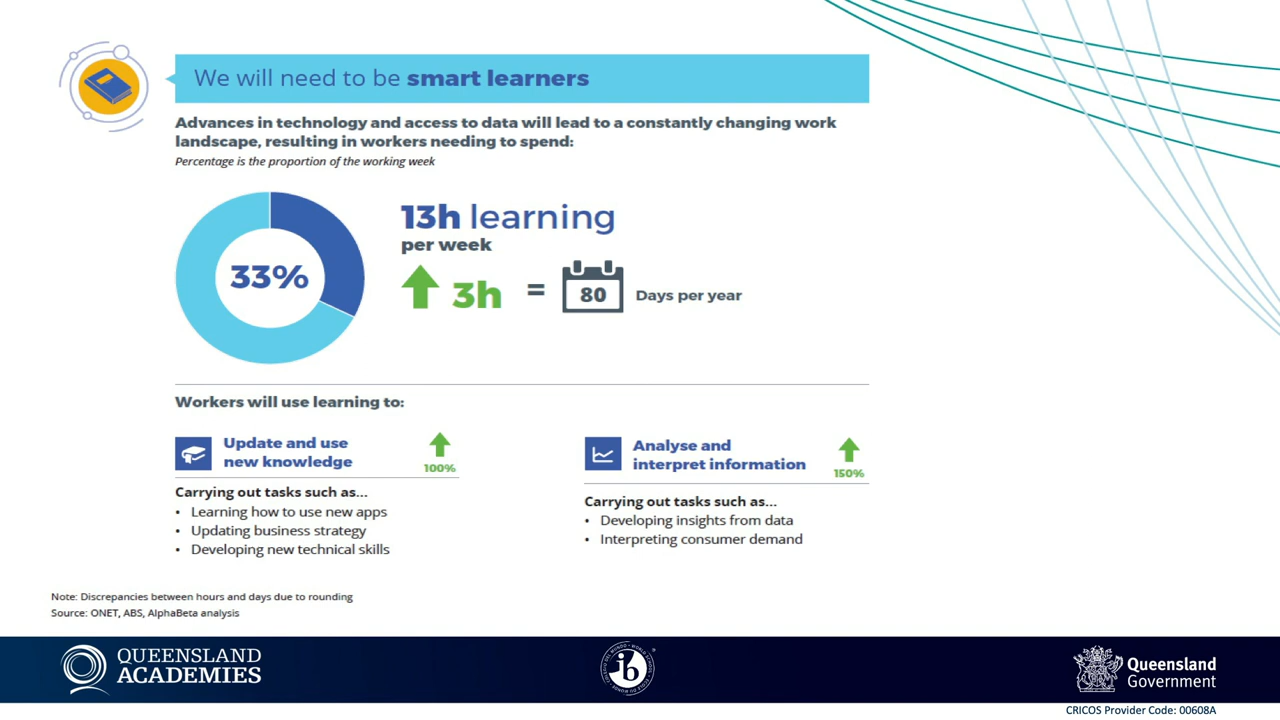 We will need to be smart learners
Advances in technology and access to data will lead to a constantly changing work
landscape, resulting in workers needing to spend:
Percentage is the proportion of the working week
33%
13h learning
per week
3h = 80 Days per year
Workers will use learning to:
Update and use
new knowledge
100%
Carrying out tasks such as...
• Learning how to use new apps
• Updating business strategy
• Developing new technical skills
Analyse and
interpret information
150%
Carrying out tasks such as...
• Developing insights from data
• Interpreting consumer demand
Note: Discrepancies between hours and days due to rounding
Source: ONET, ABS, AlphaBeta analysis
QUEENSLAND
ACADEMIES
ib
Queensland
Government
CRICOS Provider Code: 00608A